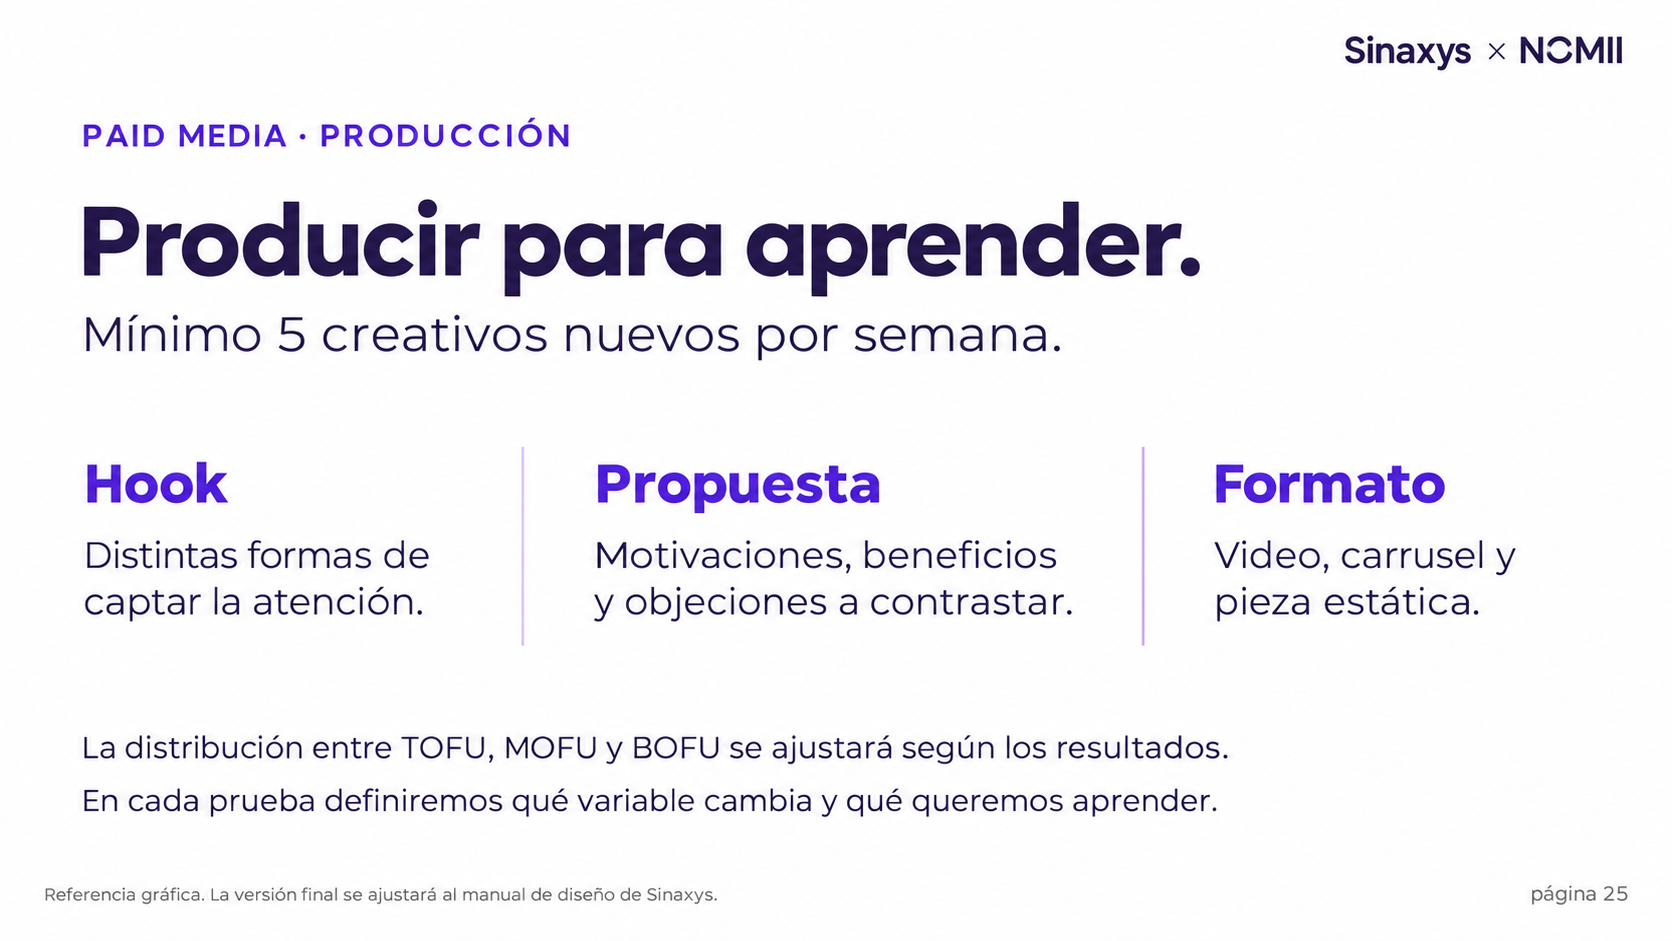 Sinaxys × NOMII
PAID MEDIA · PRODUCCIÓN
Producir para aprender.
Mínimo 5 creativos nuevos por semana.
Hook
Distintas formas de
captar la atención.
Propuesta
Motivaciones, beneficios
y objeciones a contrastar.
Formato
Video, carrusel y
pieza estática.
La distribución entre TOFU, MOFU y BOFU se ajustará según los resultados.
En cada prueba definiremos qué variable cambia y qué queremos aprender.
Referencia gráfica. La versión final se ajustará al manual de diseño de Sinaxys.
página 25